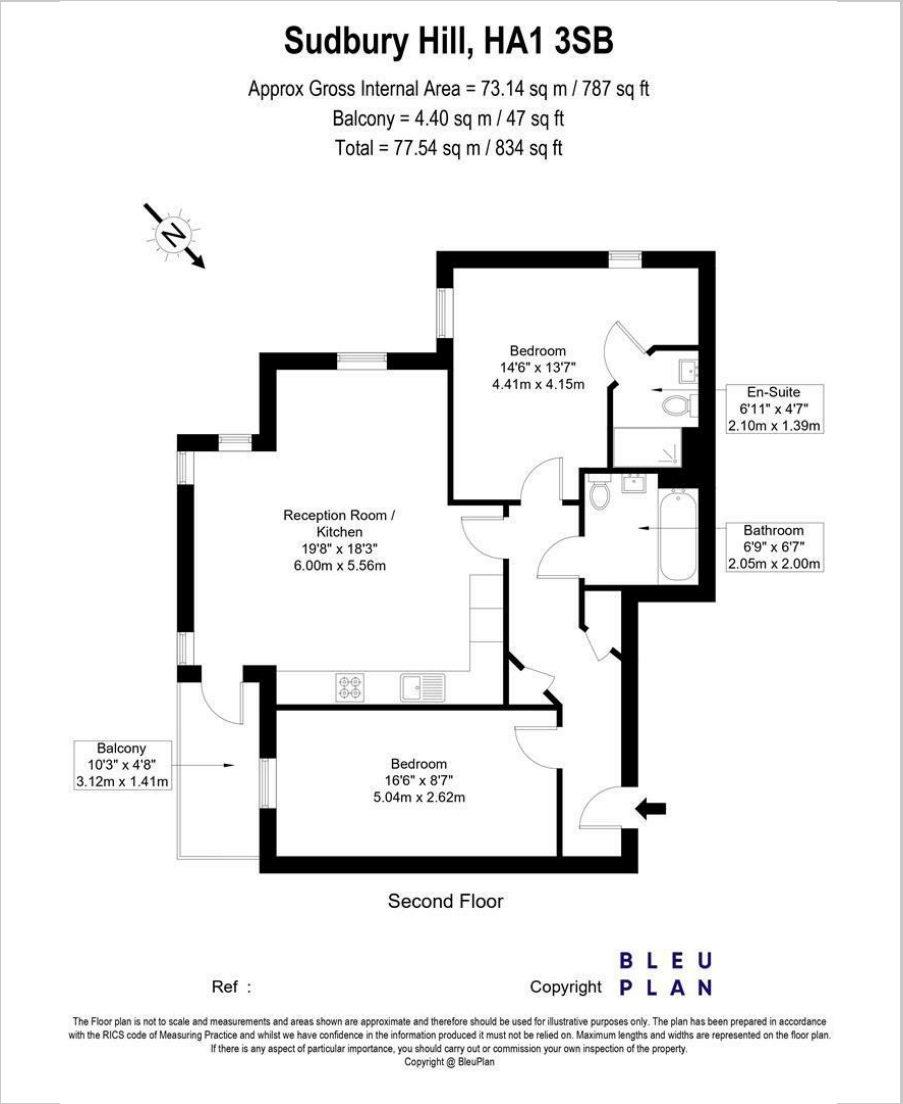 Sudbury Hill, HA1 3SB
Approx Gross Internal Area = 73.14 sq m / 787 sq ft
Balcony = 4.40 sq m / 47 sq ft
Total = 77.54 sq m / 834 sq ft
N
Bedroom
14'6" x 13'7"
4.41m x 4.15m
En-Suite
6'11" x 4'7"
2.10m x 1.39m
Reception Room /
Kitchen
19'8" x 18'3"
6.00m x 5.56m
Bathroom
6'9" x 6'7"
2.05m x 2.00m
Balcony
10'3" x 4'8"
3.12m x 1.41m
Bedroom
16'6" x 8'7"
5.04m x 2.62m
Second Floor
Ref :
Copyright
BLEU
PLAN
The Floor plan is not to scale and measurements and areas shown are approximate and therefore should be used for illustrative purposes only. The plan has been prepared in accordance
with the RICS code of Measuring Practice and whilst we have confidence in the information produced it must not be relied on. Maximum lengths and widths are represented on the floor plan.
If there is any aspect of particular importance, you should carry out or commission your own inspection of the property.
Copyright @ BleuPlan